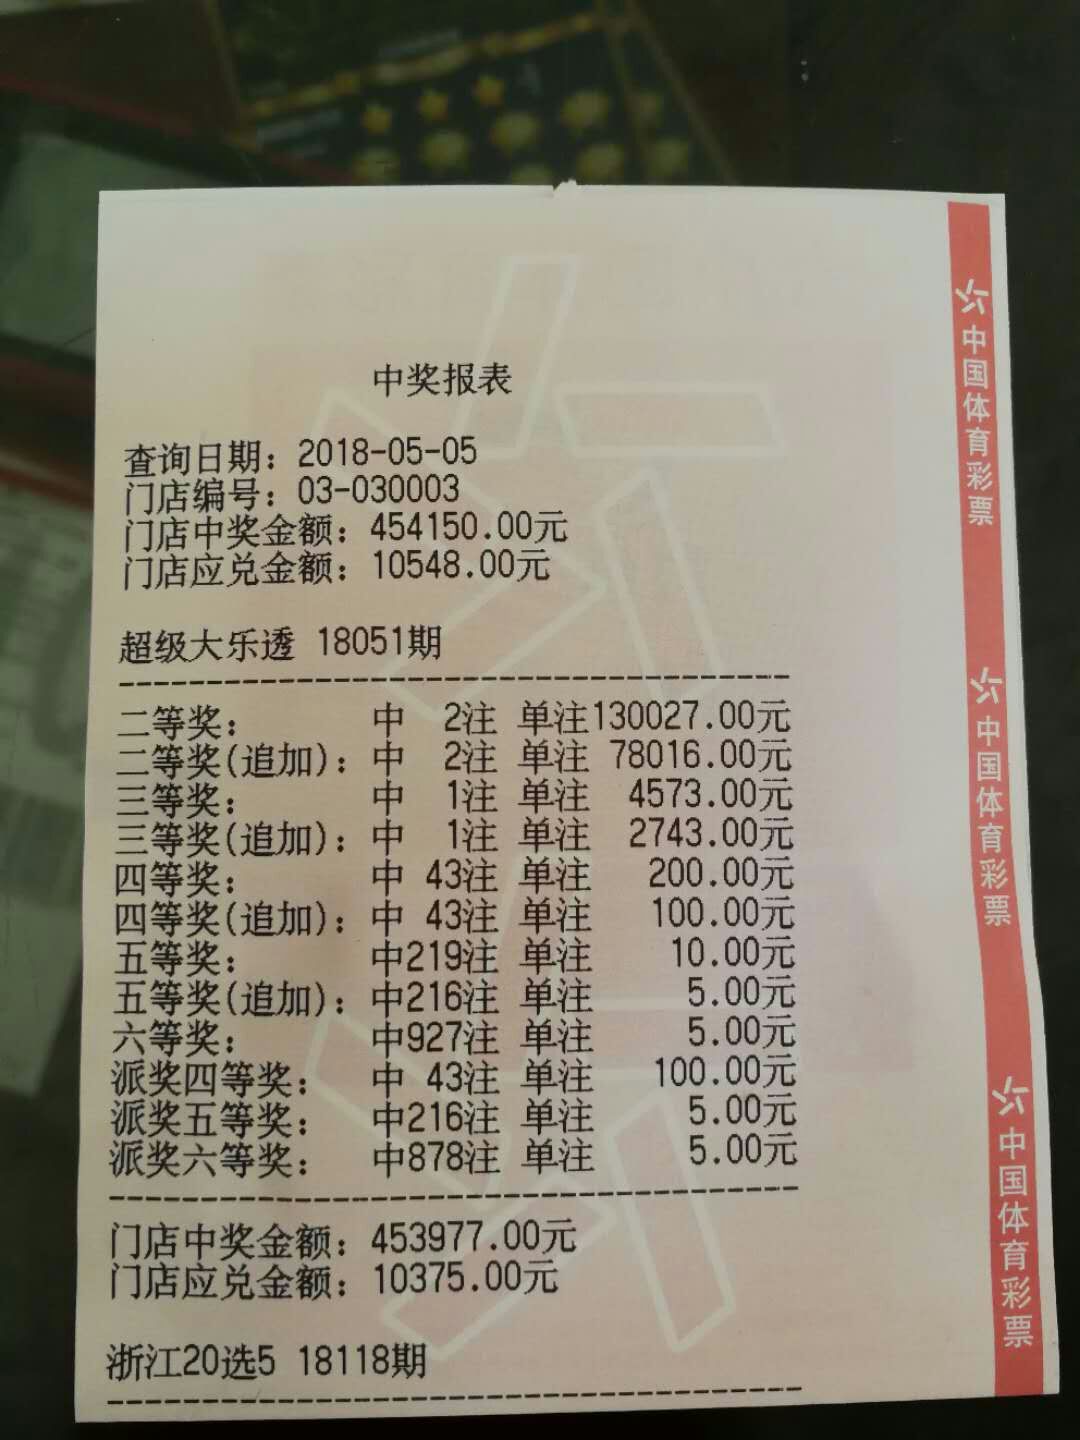 中奖报表
查询日期：2018-05-05
门店编号：03-030003
门店中奖金额：454150.00元
门店应兑金额：10548.00元
超级大乐透 18051期
二等奖： 中 2注 单注130027.00元
二等奖(追加)：中 2注 单注 78016.00元
三等奖： 中 1注 单注 4573.00元
三等奖(追加)：中 1注 单注 2743.00元
四等奖： 中 43注 单注 200.00元
四等奖(追加)：中 43注 单注 100.00元
五等奖： 中219注 单注 10.00元
五等奖(追加)：中216注 单注 5.00元
六等奖： 中927注 单注 5.00元
派奖四等奖： 中 43注 单注 100.00元
派奖五等奖： 中216注 单注 5.00元
派奖六等奖： 中878注 单注 5.00元
门店中奖金额：453977.00元
门店应兑金额：10375.00元
浙江20选5 18118期
中国体育彩票
中国体育彩票
中国体育彩票